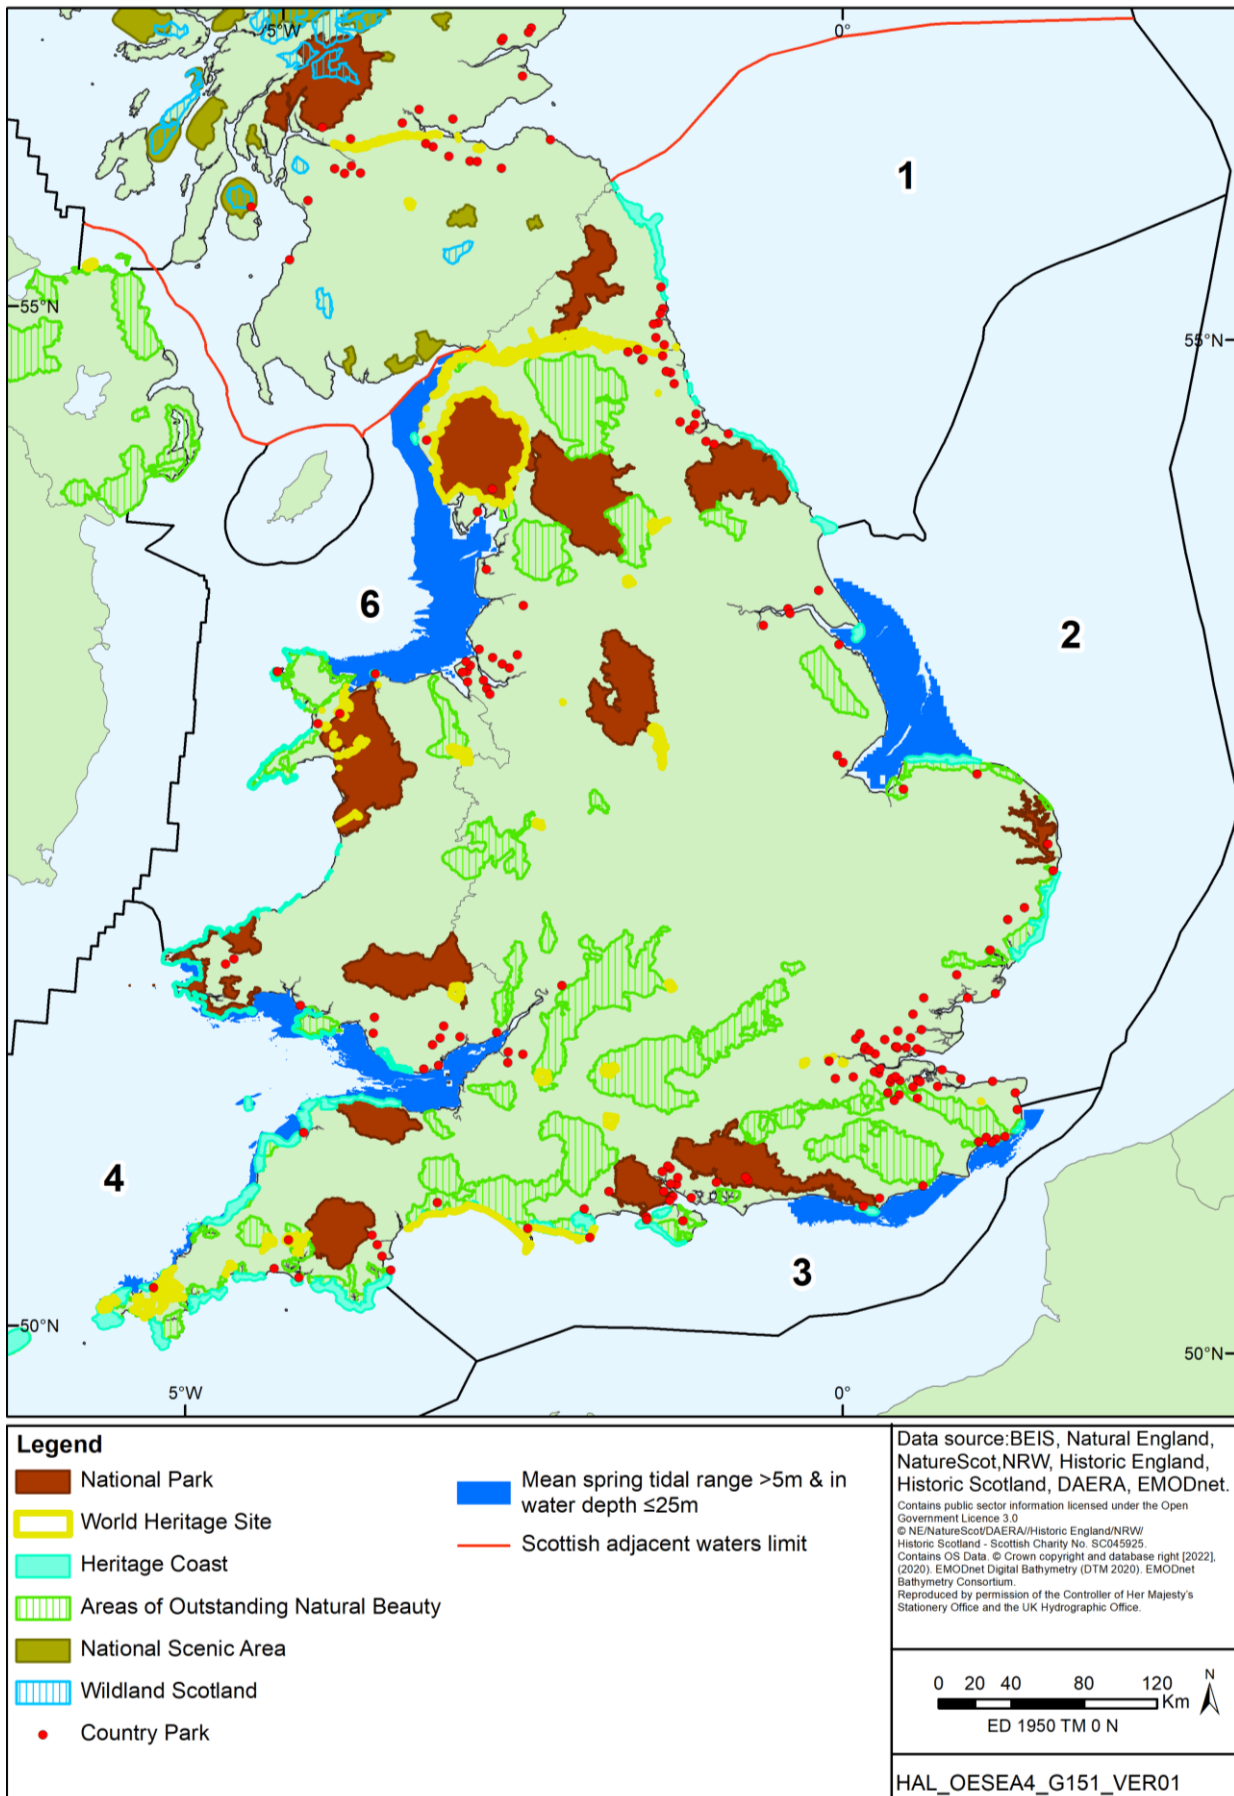 5°W
0°
1
55°N
55°N
6
2
4
3
50°N
50°N
5°W
0°
Legend
National Park
World Heritage Site
Heritage Coast
Areas of Outstanding Natural Beauty
National Scenic Area
Wildland Scotland
Country Park
Mean spring tidal range >5m & in
water depth ≤25m
Scottish adjacent waters limit
Data source:BEIS, Natural England,
NatureScot,NRW, Historic England,
Historic Scotland, DAERA, EMODnet.
Contains public sector information licensed under the Open
Government Licence 3.0
© NE/NatureScot/DAERA//Historic England/NRW/
Historic Scotland - Scottish Charity No. SC045925.
Contains OS Data. © Crown copyright and database right [2022],
(2020). EMODnet Digital Bathymetry (DTM 2020). EMODnet
Bathymetry Consortium.
Reproduced by permission of the Controller of Her Majesty's
Stationery Office and the UK Hydrographic Office.
0 20 40 80 120
Km
N
ED 1950 TM 0 N
HAL_OESEA4_G151_VER01